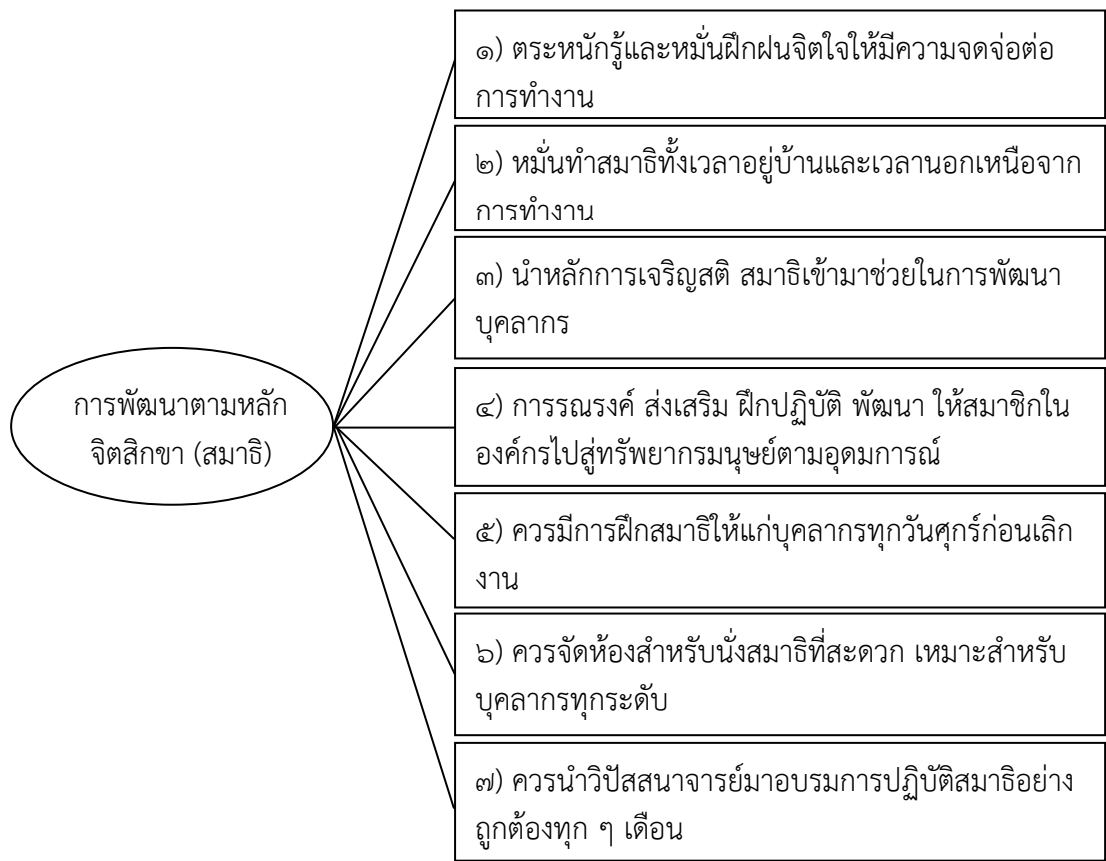 ๑) ตระหนักรู้และหมั่นฝึกฝนจิตใจให้มีความจดจ่อต่อ
การทำงาน
๒) หมั่นทำสมาธิทั้งเวลาอยู่บ้านและเวลานอกเหนือจาก
การทำงาน
๓) นำหลักการเจริญสติ สมาธิเข้ามาช่วยในการพัฒนา
บุคลากร
การพัฒนาตามหลัก
จิตสิกขา (สมาธิ)
๔) การรณรงค์ ส่งเสริม ฝึกปฏิบัติ พัฒนา ให้สมาชิกใน
องค์กรไปสู่ทรัพยากรมนุษย์ตามอุดมการณ์
๕) ควรมีการฝึกสมาธิให้แก่บุคลากรทุกวันศุกร์ก่อนเลิก
งาน
๖) ควรจัดห้องสำหรับนั่งสมาธิที่สะดวก เหมาะสำหรับ
บุคลากรทุกระดับ
๗) ควรนำวิปัสสนาจารย์มาอบรมการปฏิบัติสมาธิอย่าง
ถูกต้องทุก ๆ เดือน